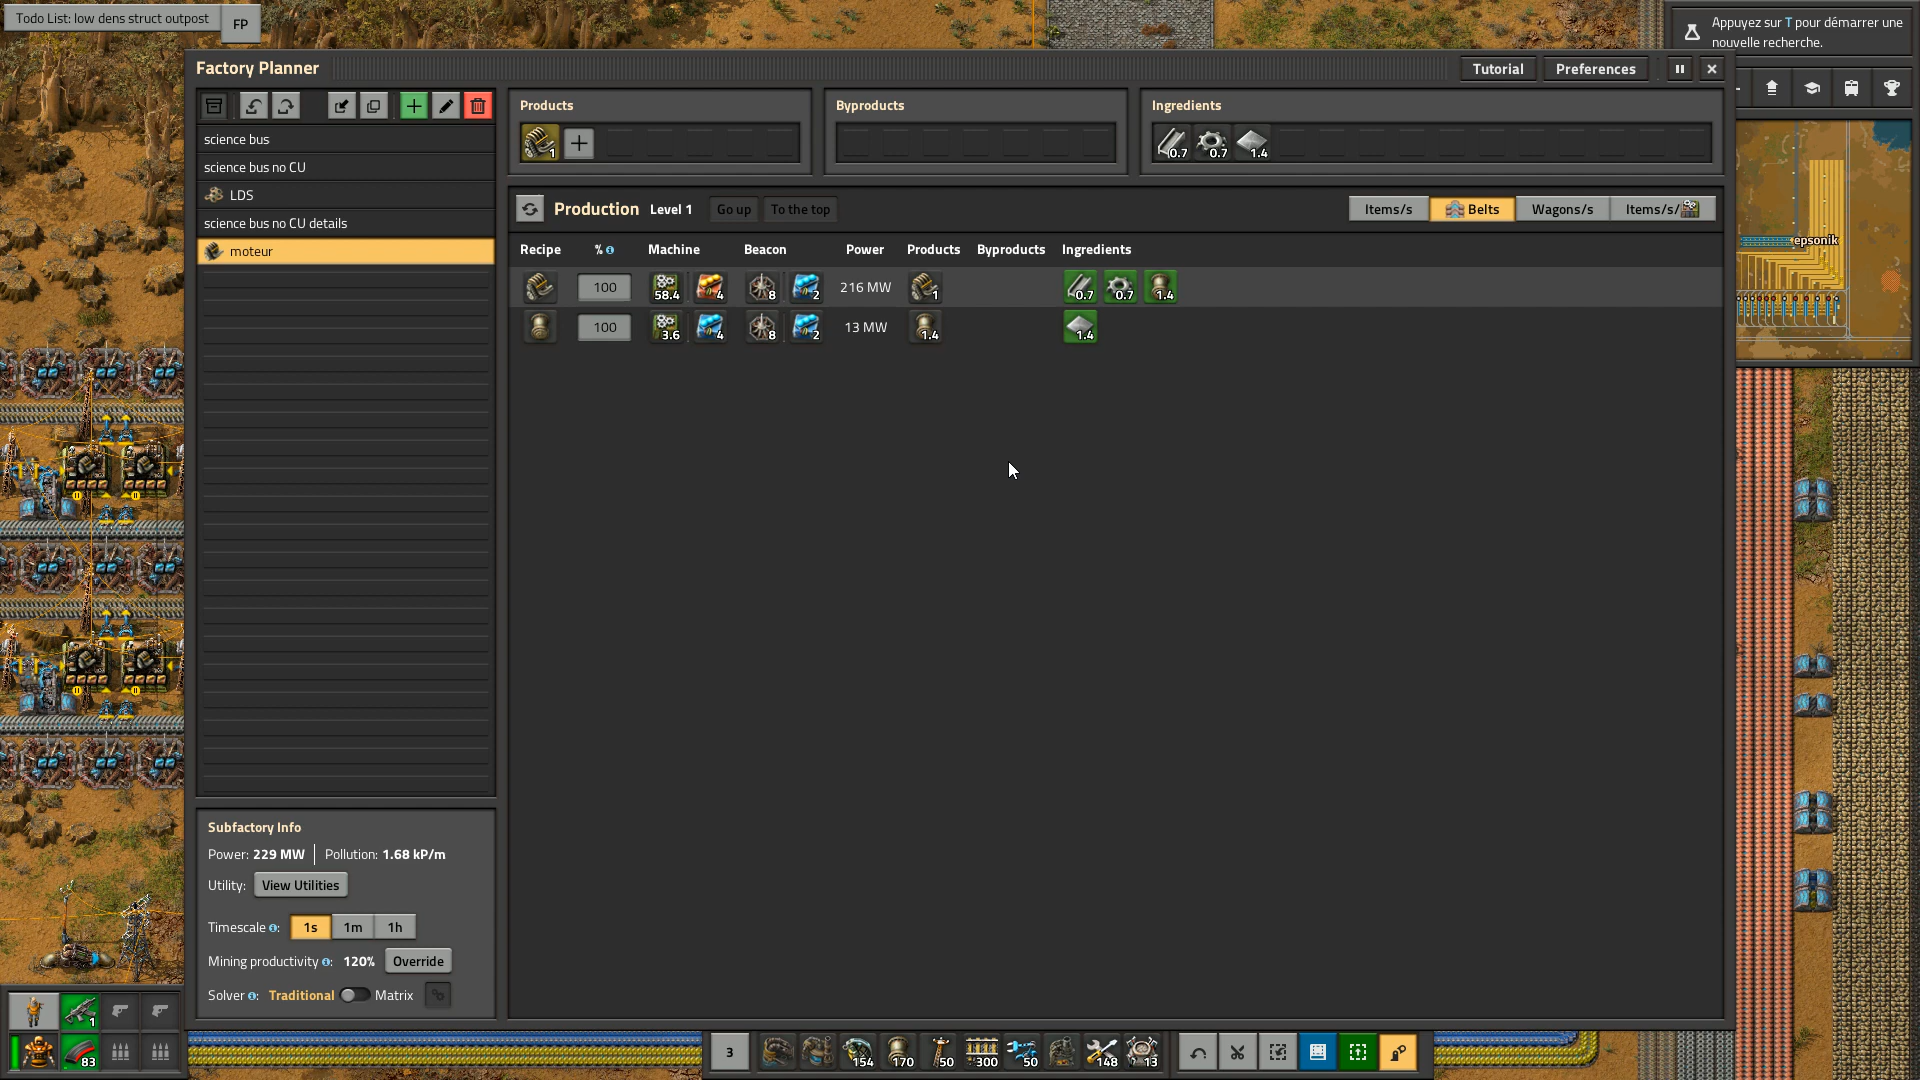 Todo List: low dens struct outpost
FP
Appuyez sur T pour démarrer une
nouvelle recherche.
Factory Planner
Tutorial
Preferences
science bus
science bus no CU
LDS
science bus no CU details
moteur
Products
1
Byproducts
Ingredients
0.7 0.7 1.4
Production Level 1 Go up To the top
Items/s Belts Wagons/s Items/s/
Recipe % Machine Beacon Power Products Byproducts Ingredients
100 58.4 4 8 2 216 MW 1 0.7 0.7 1.4
100 3.6 4 8 2 13 MW 1.4 1.4
epsonik
Subfactory Info
Power: 229 MW Pollution: 1.68 kP/m
Utility: View Utilities
Timescale : 1s 1m 1h
Mining productivity : 120% Override
Solver : Traditional Matrix
1
83
3 154 170 50 300 50 148 13